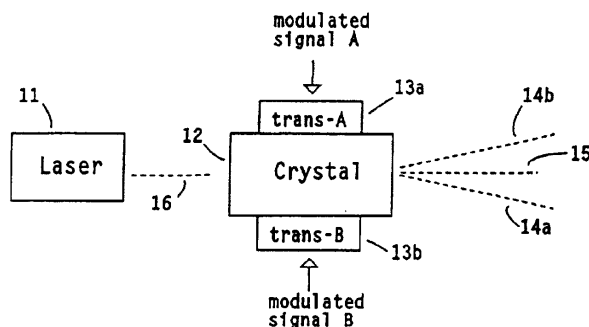 modulated
signal A
11
13a
14b
trans-A
12
15
Laser
Crystal
16
trans-B
14a
13b
modulated
signal B